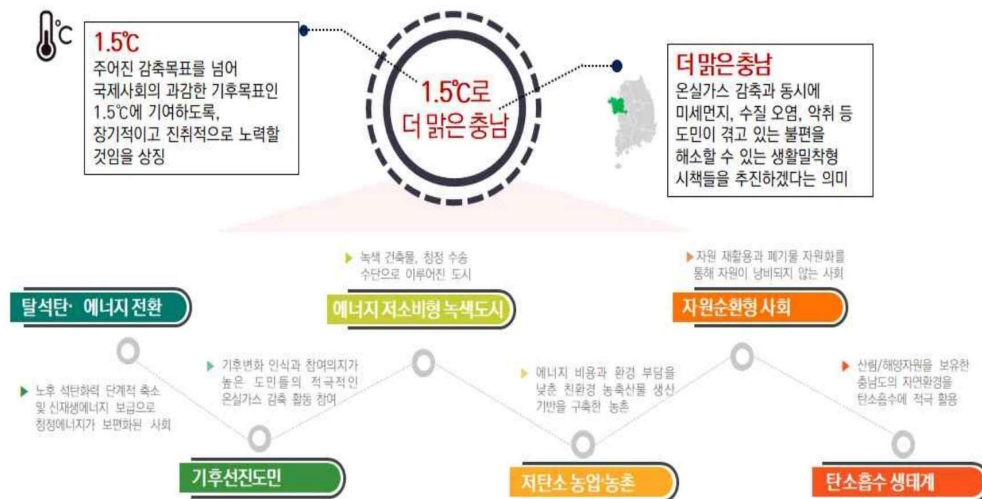 ℃
1.5℃
주어진 감축목표를 넘어
국제사회의 과감한 기후목표인
1.5℃에 기여하도록,
장기적이고 진취적으로 노력할
것임을 상징
1.5℃로
더 맑은 충남
더 맑은 충남
온실가스 감축과 동시에
미세먼지, 수질 오염, 악취 등
도민이 겪고 있는 불편을
해소할 수 있는 생활밀착형
시책들을 추진하겠다는 의미
▶ 녹색 건축물, 청정 수송
수단으로 이루어진 도시
▶자원 재활용과 폐기물 자원화를
통해 자원이 낭비되지 않는 사회
탈석탄· 에너지 전환
에너지 저소비형 녹색도시
자원순환형 사회
▶ 노후 석탄화력 단계적 축소
및 신재생에너지 보급으로
청정에너지가 보편화된 사회
▶ 기후변화 인식과 참여의지가
높은 도민들의 적극적인
온실가스 감축 활동 참여
▶ 에너지 비용과 환경 부담을
낮춘 친환경 농축산물 생산
기반을 구축한 농촌
▶ 산림/해양자원을 보유한
충남도의 자연환경을
탄소흡수에 적극 활용
기후선진도민
저탄소 농업·농촌
탄소흡수 생태계